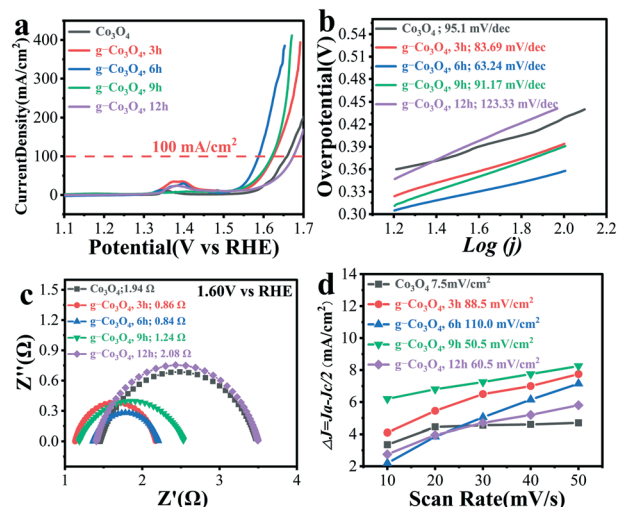 a
Co₃O₄
g−Co₃O₄, 3h
g−Co₃O₄, 6h
g−Co₃O₄, 9h
g−Co₃O₄, 12h
100 mA/cm²
CurrentDensity(mA/cm²)
400
300
200
100
0
1.1 1.2 1.3 1.4 1.5 1.6 1.7
Potential(V vs RHE)
b
Co₃O₄ ; 95.1 mV/dec
g−Co₃O₄, 3h; 83.69 mV/dec
g−Co₃O₄, 6h; 63.24 mV/dec
g−Co₃O₄, 9h; 91.17 mV/dec
g−Co₃O₄, 12h; 123.33 mV/dec
Overpotential(V)
0.54
0.51
0.48
0.45
0.42
0.39
0.36
0.33
0.30
1.2 1.4 1.6 1.8 2.0
Log (j)
c
Co₃O₄;1.94 Ω
g−Co₃O₄, 3h; 0.86 Ω
g−Co₃O₄, 6h; 0.84 Ω
g−Co₃O₄, 9h; 1.24 Ω
g−Co₃O₄, 12h; 2.08 Ω
1.60V vs RHE
Z''(Ω)
1.5
1.2
0.9
0.6
0.3
0.0
1 2 3 4
Z'(Ω)
d
Co₃O₄ 7.5mV/cm²
g−Co₃O₄, 3h 88.5 mV/cm²
g−Co₃O₄, 6h 110.0 mV/cm²
g−Co₃O₄, 9h 50.5 mV/cm²
g−Co₃O₄, 12h 60.5 mV/cm²
△J=Ja-Jc/2 (mA/cm²)
14
12
10
8
6
4
2
10 20 30 40 50
Scan Rate(mV/s)